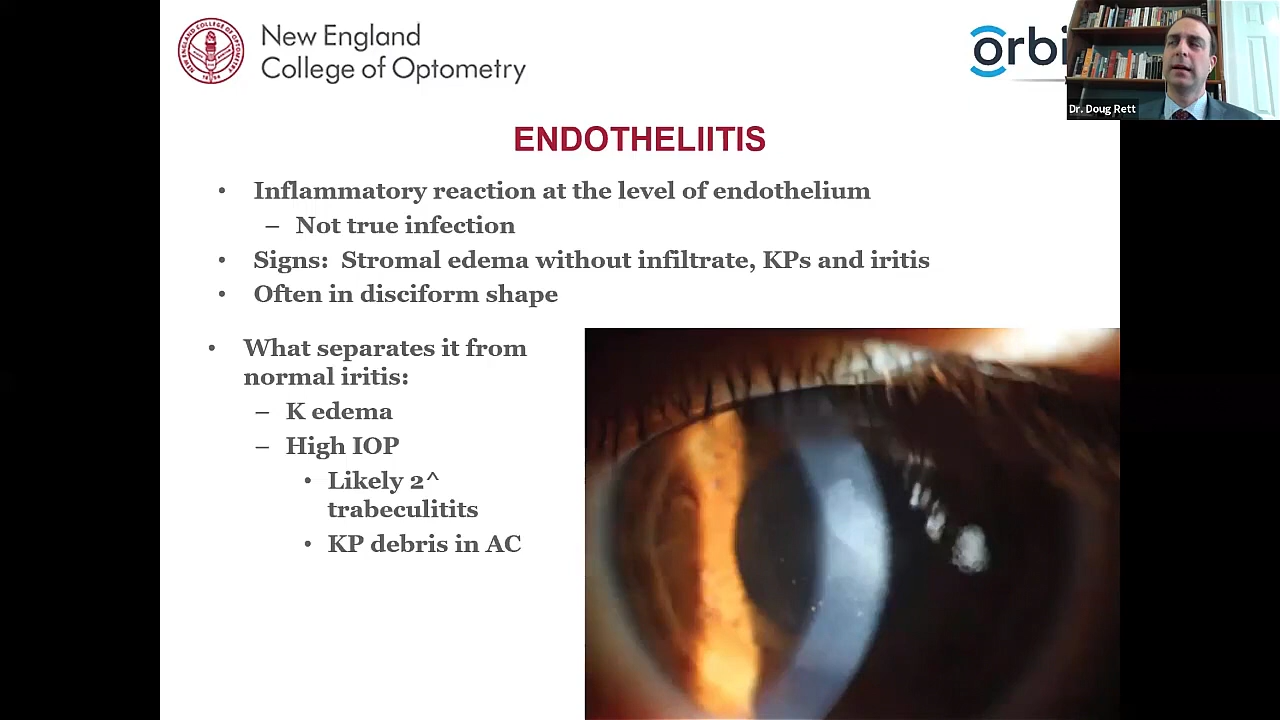 New England
College of Optometry
orbi
Dr. Doug Rett
ENDOTHELIITIS
• Inflammatory reaction at the level of endothelium
– Not true infection
• Signs: Stromal edema without infiltrate, KPs and iritis
• Often in disciform shape
• What separates it from
normal iritis:
– K edema
– High IOP
• Likely 2^
trabeculitits
• KP debris in AC